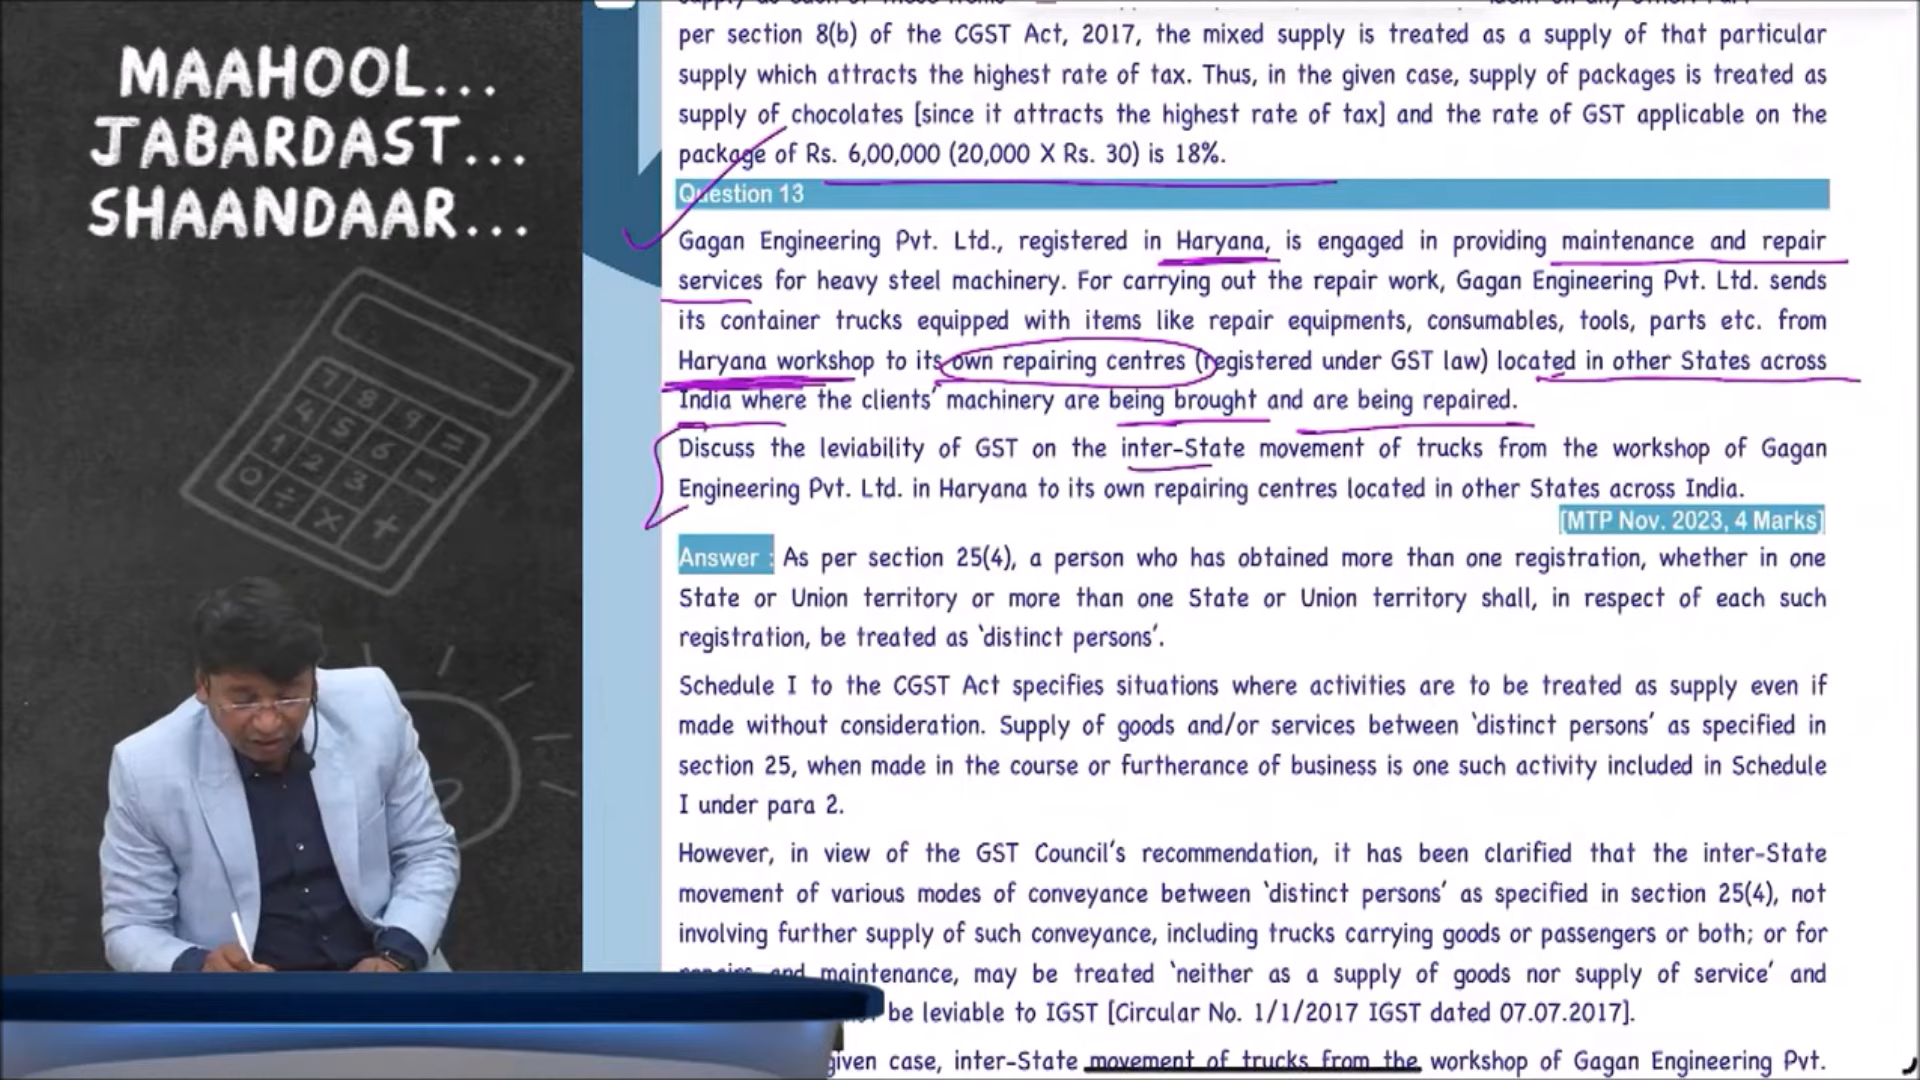 MAAHOOL...
JABARDAST...
SHAANDAAR...
7 8 9 =
4 5 6 -
1 2 3
0 ÷ × +
per section 8(b) of the CGST Act, 2017, the mixed supply is treated as a supply of that particular
supply which attracts the highest rate of tax. Thus, in the given case, supply of packages is treated as
supply of chocolates [since it attracts the highest rate of tax] and the rate of GST applicable on the
package of Rs. 6,00,000 (20,000 X Rs. 30) is 18%.
Question 13
Gagan Engineering Pvt. Ltd., registered in Haryana, is engaged in providing maintenance and repair
services for heavy steel machinery. For carrying out the repair work, Gagan Engineering Pvt. Ltd. sends
its container trucks equipped with items like repair equipments, consumables, tools, parts etc. from
Haryana workshop to its own repairing centres (registered under GST law) located in other States across
India where the clients' machinery are being brought and are being repaired.
Discuss the leviability of GST on the inter-State movement of trucks from the workshop of Gagan
Engineering Pvt. Ltd. in Haryana to its own repairing centres located in other States across India.
[MTP Nov. 2023, 4 Marks]
Answer : As per section 25(4), a person who has obtained more than one registration, whether in one
State or Union territory or more than one State or Union territory shall, in respect of each such
registration, be treated as 'distinct persons'.
Schedule I to the CGST Act specifies situations where activities are to be treated as supply even if
made without consideration. Supply of goods and/or services between 'distinct persons' as specified in
section 25, when made in the course or furtherance of business is one such activity included in Schedule
I under para 2.
However, in view of the GST Council's recommendation, it has been clarified that the inter-State
movement of various modes of conveyance between 'distinct persons' as specified in section 25(4), not
involving further supply of such conveyance, including trucks carrying goods or passengers or both; or for
repairs and maintenance, may be treated 'neither as a supply of goods nor supply of service' and
be leviable to IGST [Circular No. 1/1/2017 IGST dated 07.07.2017].
given case, inter-State movement of trucks from the workshop of Gagan Engineering Pvt.